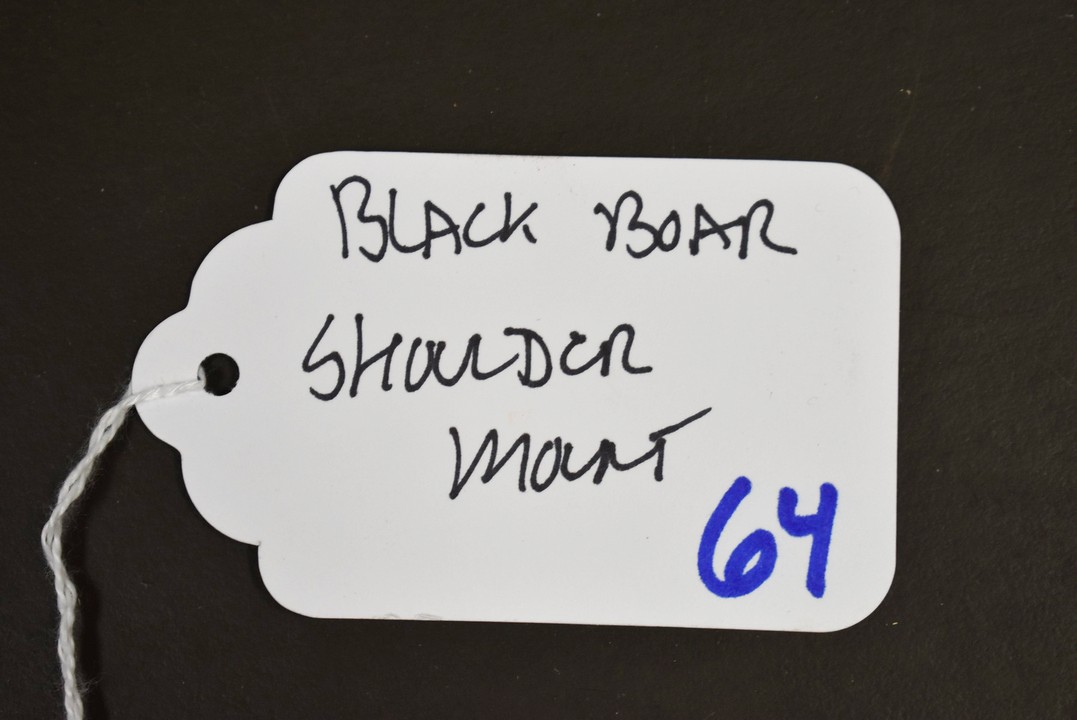 BLACK BOAR
SHOULDER
MOUNT
64